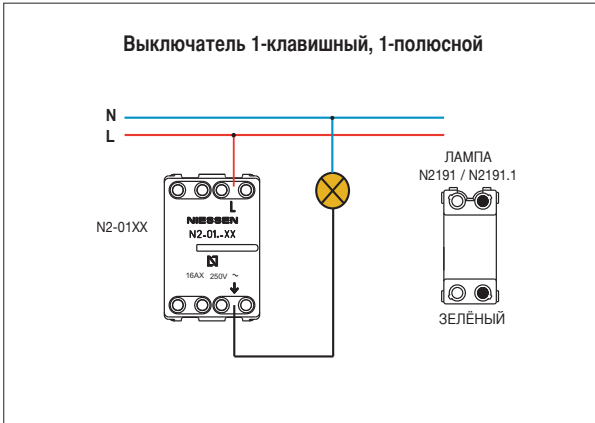 Выключатель 1-клавишный, 1-полюсной
N
L
ЛАМПА
N2191 / N2191.1
L
NIESSEN
N2-01XX
N2-01.-XX
16AX 250V ~
ЗЕЛЁНЫЙ